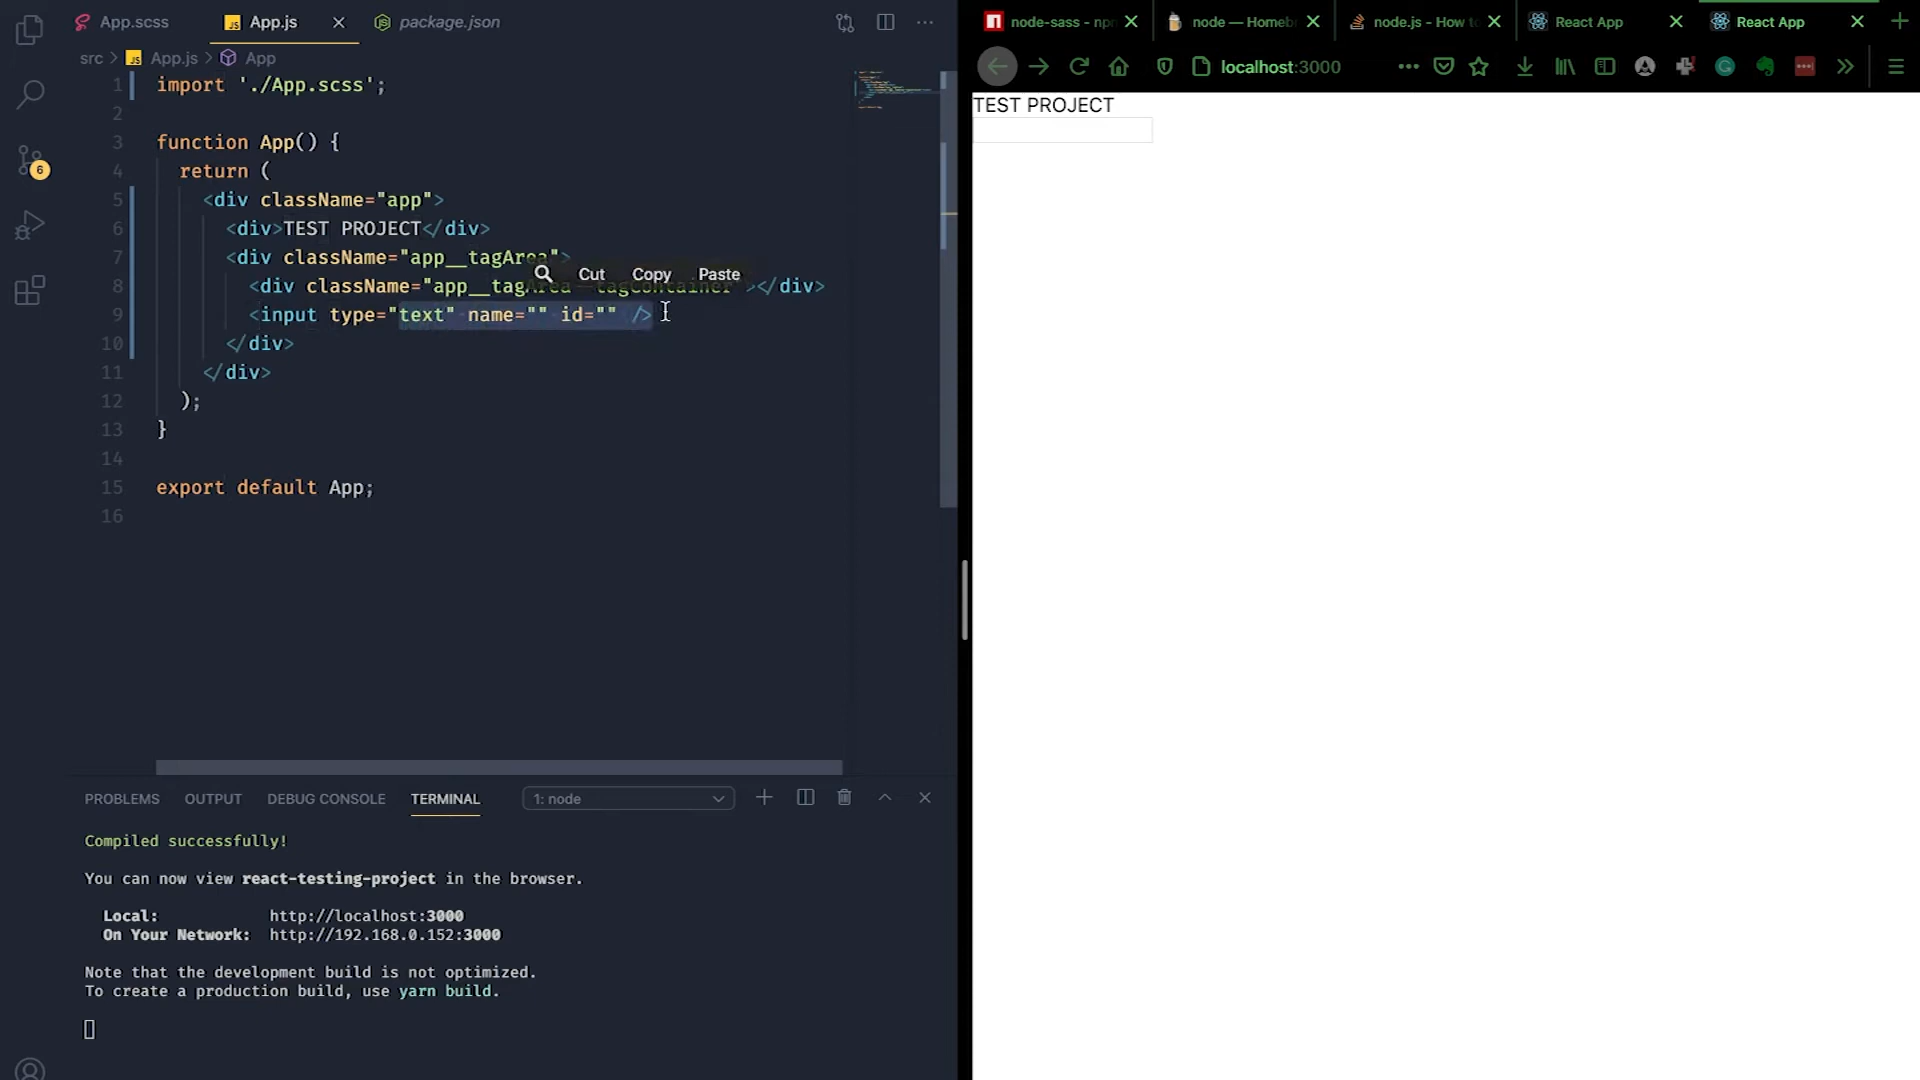 App.scss
App.js
package.json
src > App.js > App
1 import './App.scss';
2
3 function App() {
4 return (
5 <div className="app">
6 <div>TEST PROJECT</div>
7 <div className="app__tagArea">
Cut Copy Paste
8 <div className="app__tagArea--tagContainer"></div>
9 <input type="text" name="" id="" />
10 </div>
11 </div>
12 );
13 }
14
15 export default App;
16
6
PROBLEMS OUTPUT DEBUG CONSOLE TERMINAL 1: node
Compiled successfully!
You can now view react-testing-project in the browser.
Local: http://localhost:3000
On Your Network: http://192.168.0.152:3000
Note that the development build is not optimized.
To create a production build, use yarn build.
node-sass - npm
node — Homeb
node.js - How to
React App
React App
localhost:3000
TEST PROJECT